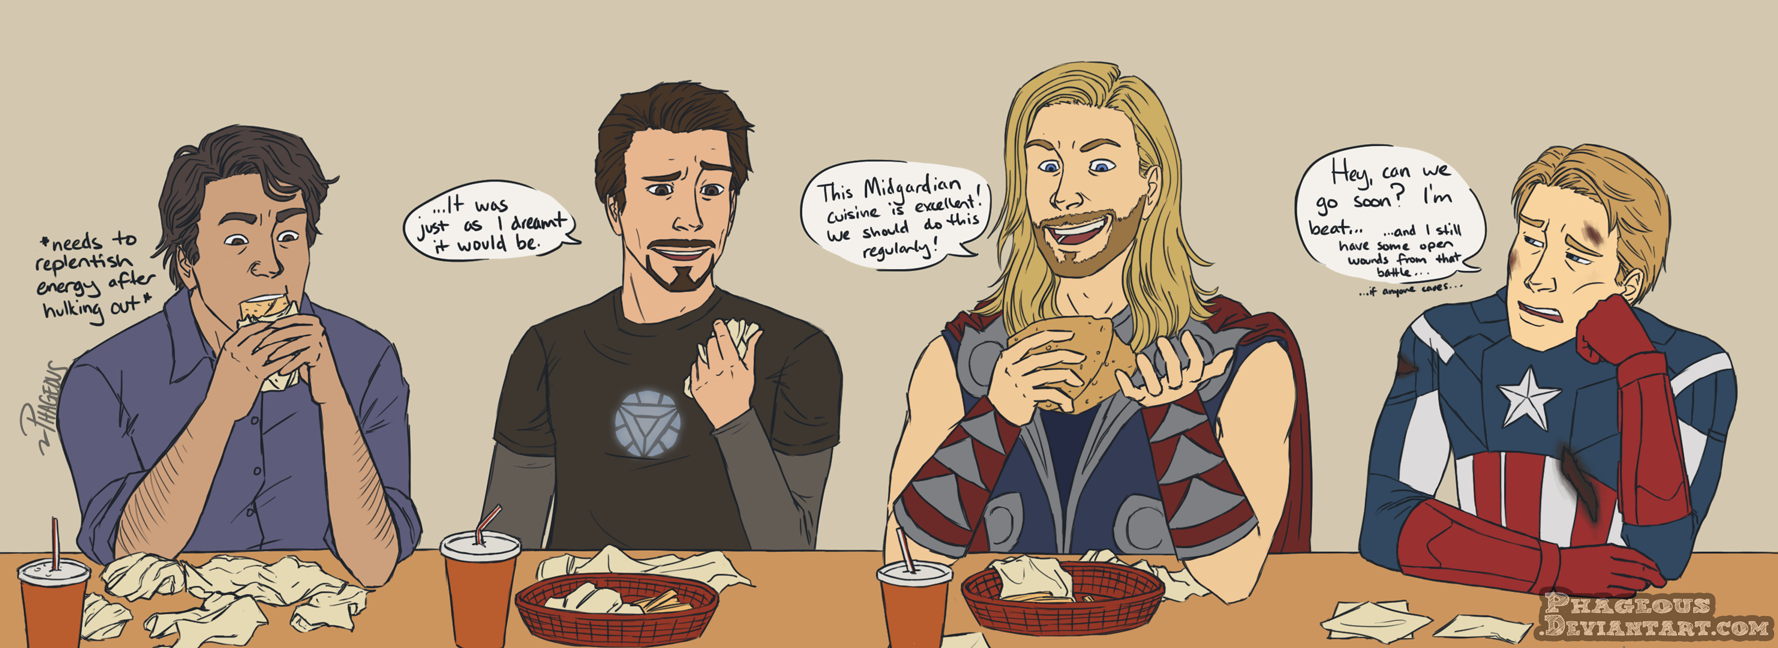 *needs to
replentish
energy after
hulking out*
PHAGEOUS
...It was
just as I dreamt
it would be.
This Midgardian
cuisine is excellent!
We should do this
regularly!
Hey, can we
go soon? I'm
beat... ...and I still
have some open
wounds from that
battle...
...if anyone cares...
PHAGEOUS
.DEVIANTART.COM